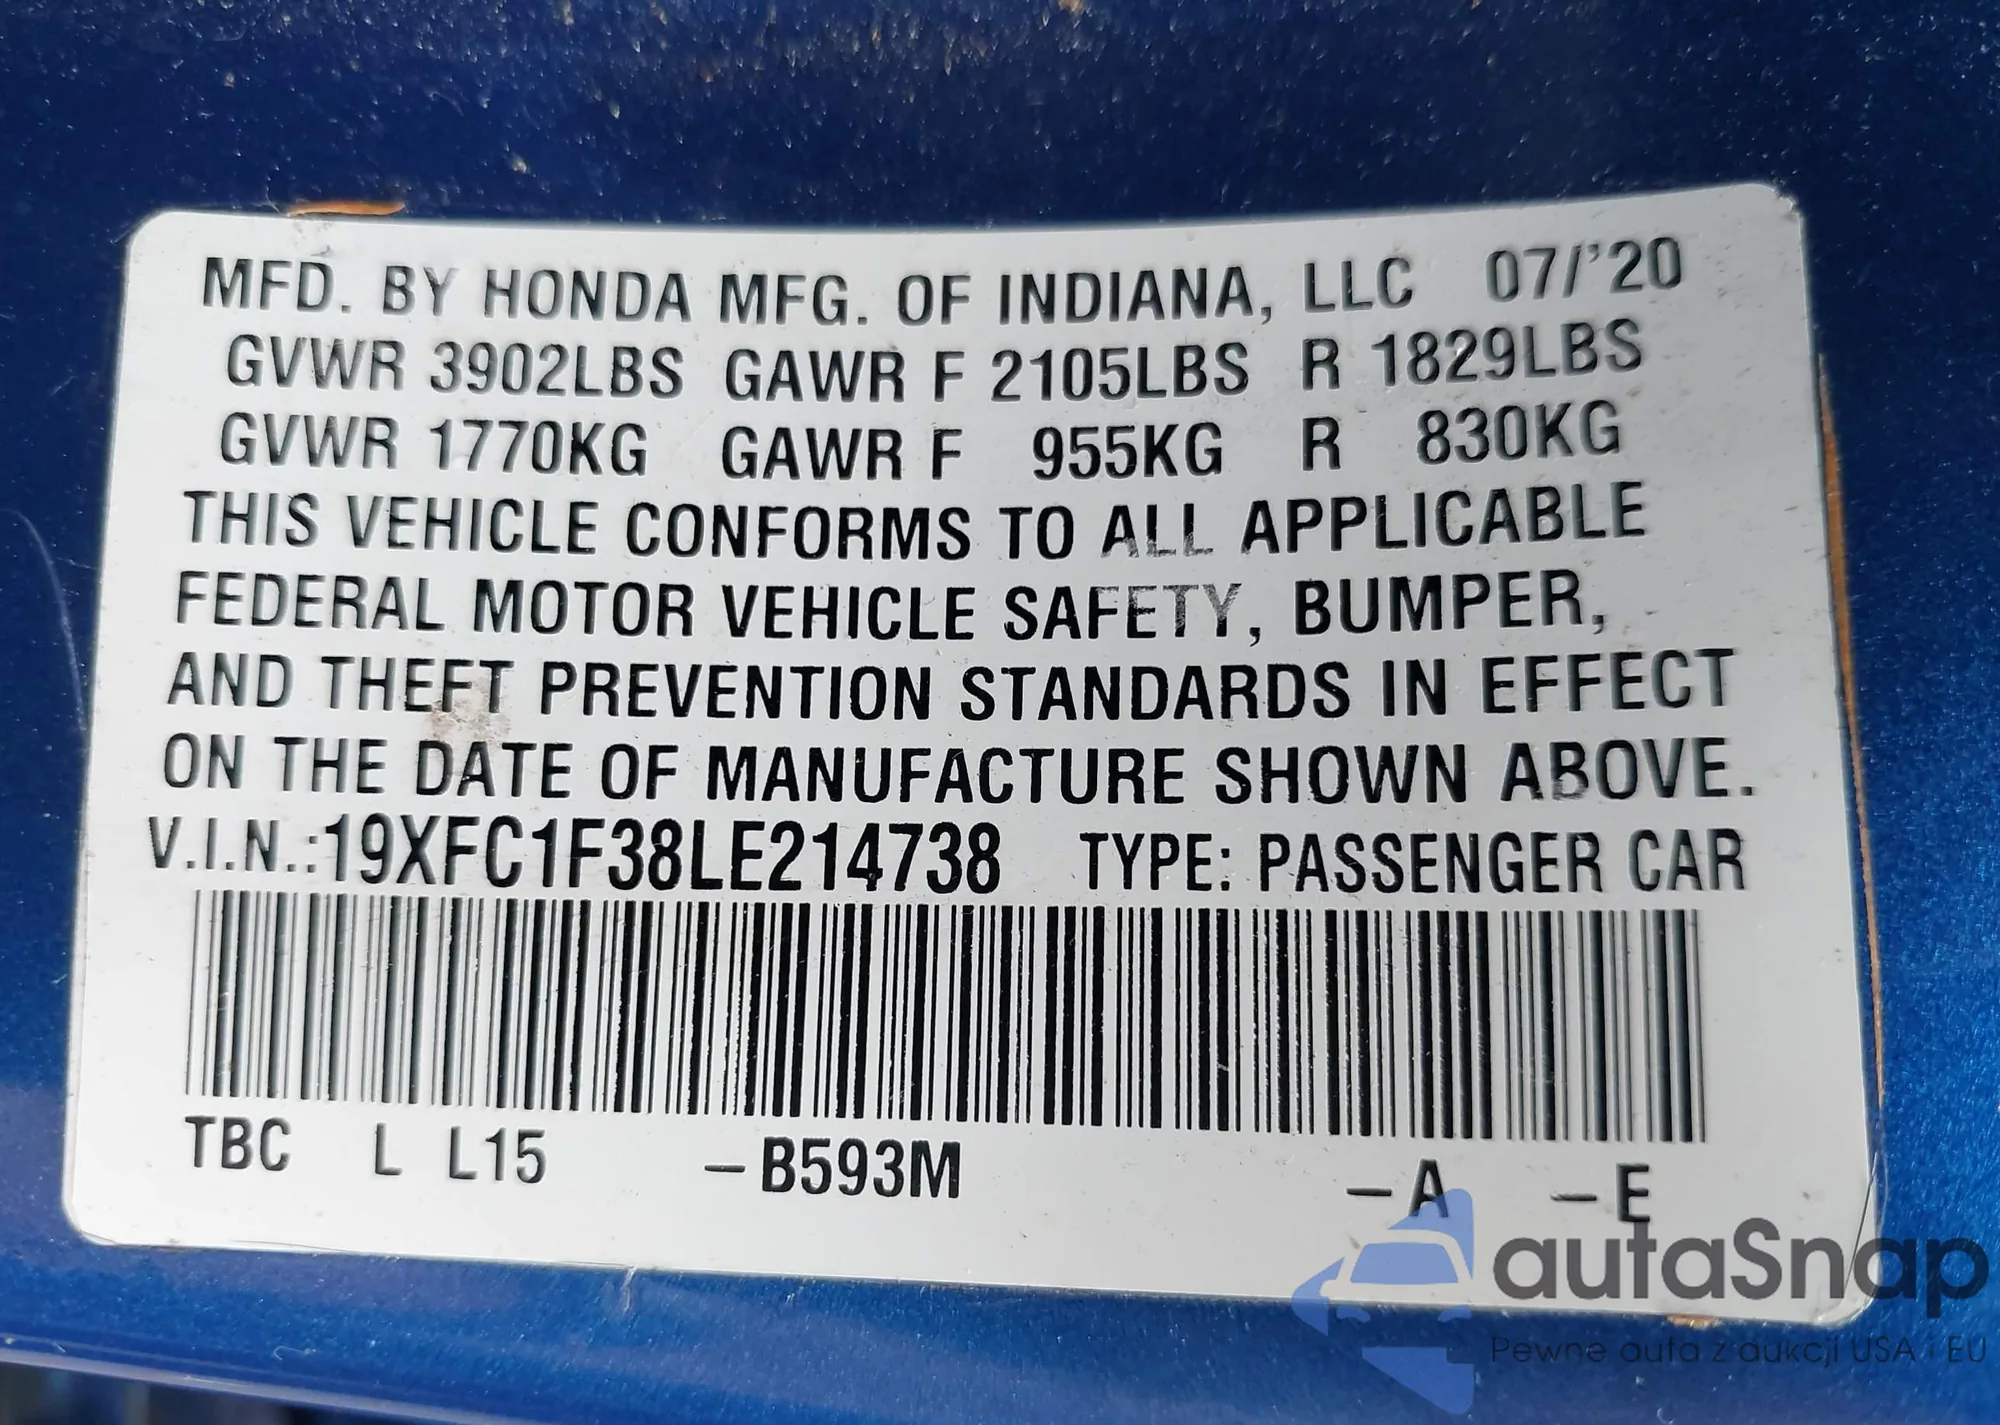 MFD. BY HONDA MFG. OF INDIANA, LLC 07/'20
GVWR 3902LBS GAWR F 2105LBS R 1829LBS
GVWR 1770KG GAWR F 955KG R 830KG
THIS VEHICLE CONFORMS TO ALL APPLICABLE
FEDERAL MOTOR VEHICLE SAFETY, BUMPER,
AND THEFT PREVENTION STANDARDS IN EFFECT
ON THE DATE OF MANUFACTURE SHOWN ABOVE.
V.I.N.:19XFC1F38LE214738 TYPE: PASSENGER CAR
TBC L L15 –B593M –A –E
autaSnap
Pewne auta z aukcji USA i EU